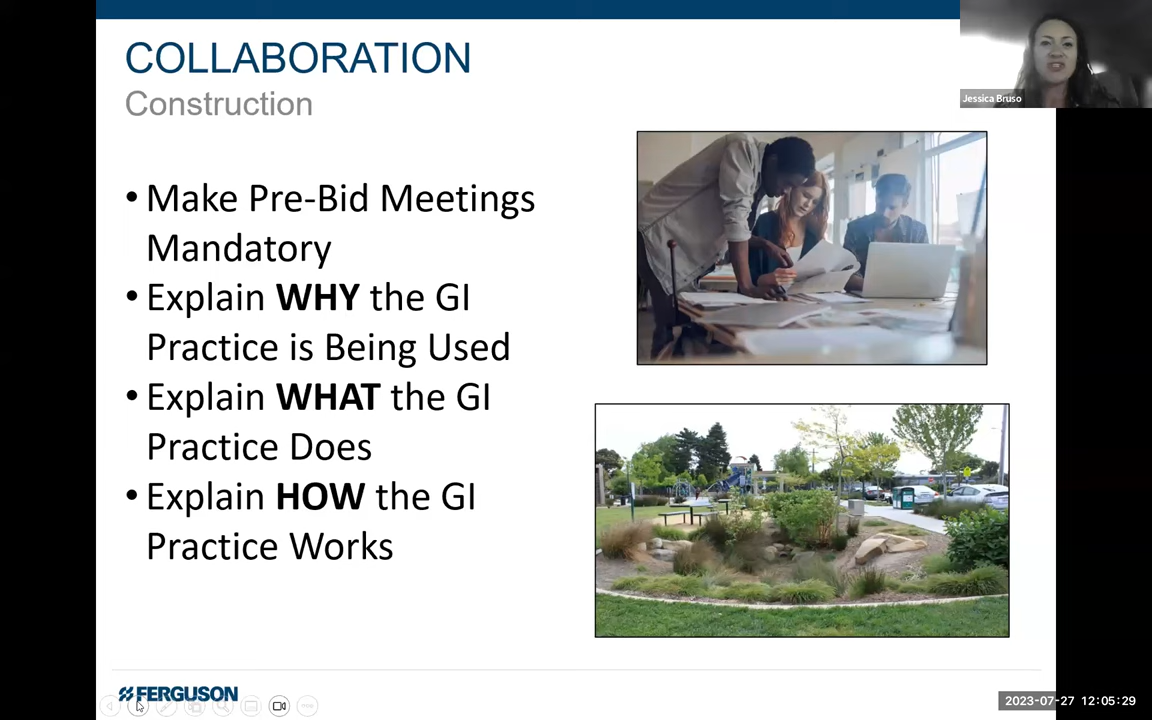 COLLABORATION
Construction
Jessica Bruso
• Make Pre-Bid Meetings
Mandatory
• Explain WHY the GI
Practice is Being Used
• Explain WHAT the GI
Practice Does
• Explain HOW the GI
Practice Works
FERGUSON
2023-07-27 12:05:29